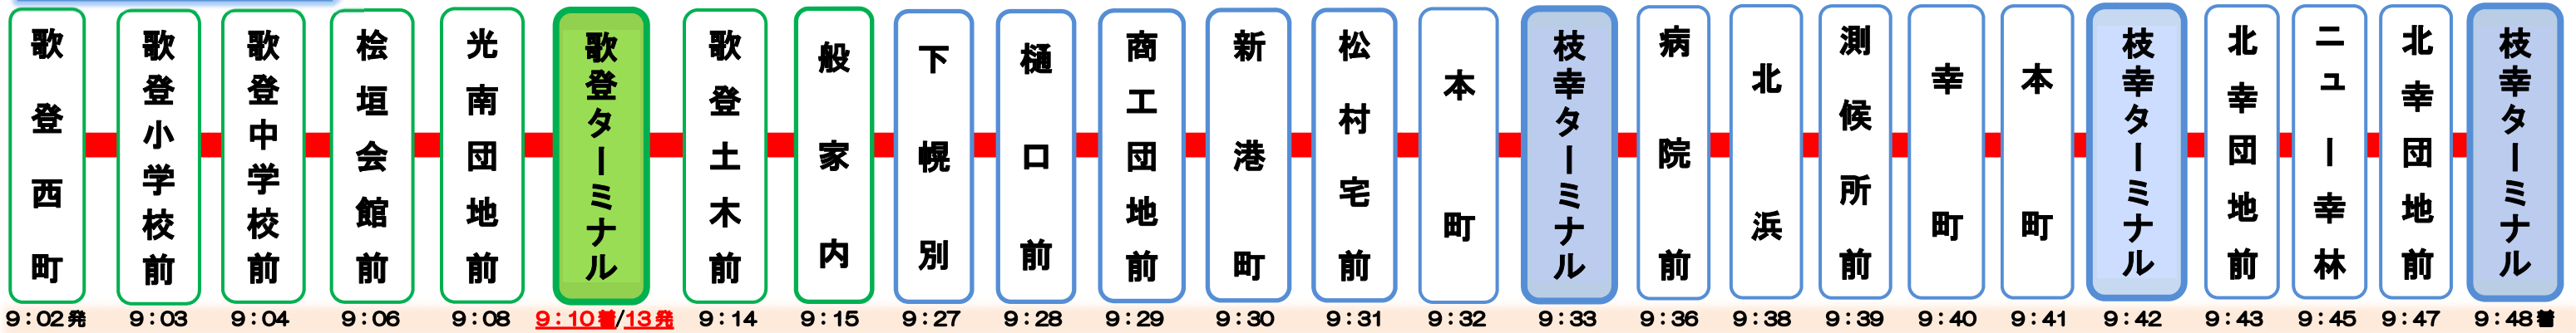 歌登西町
歌登小学校前
歌登中学校前
桧垣会館前
光南団地前
歌登ターミナル
歌登土木前
般家内
下幌別
樋口前
商工団地前
新港町
松村宅前
本町
枝幸ターミナル
病院前
北浜
測候所前
幸町
本町
枝幸ターミナル
北幸団地前
ニュー幸林
北幸団地前
枝幸ターミナル
9:02発 9:03 9:04 9:06 9:08 9:10着/13発 9:14 9:15 9:27 9:28 9:29 9:30 9:31 9:32 9:33 9:36 9:38 9:39 9:40 9:41 9:42 9:43 9:45 9:47 9:48着